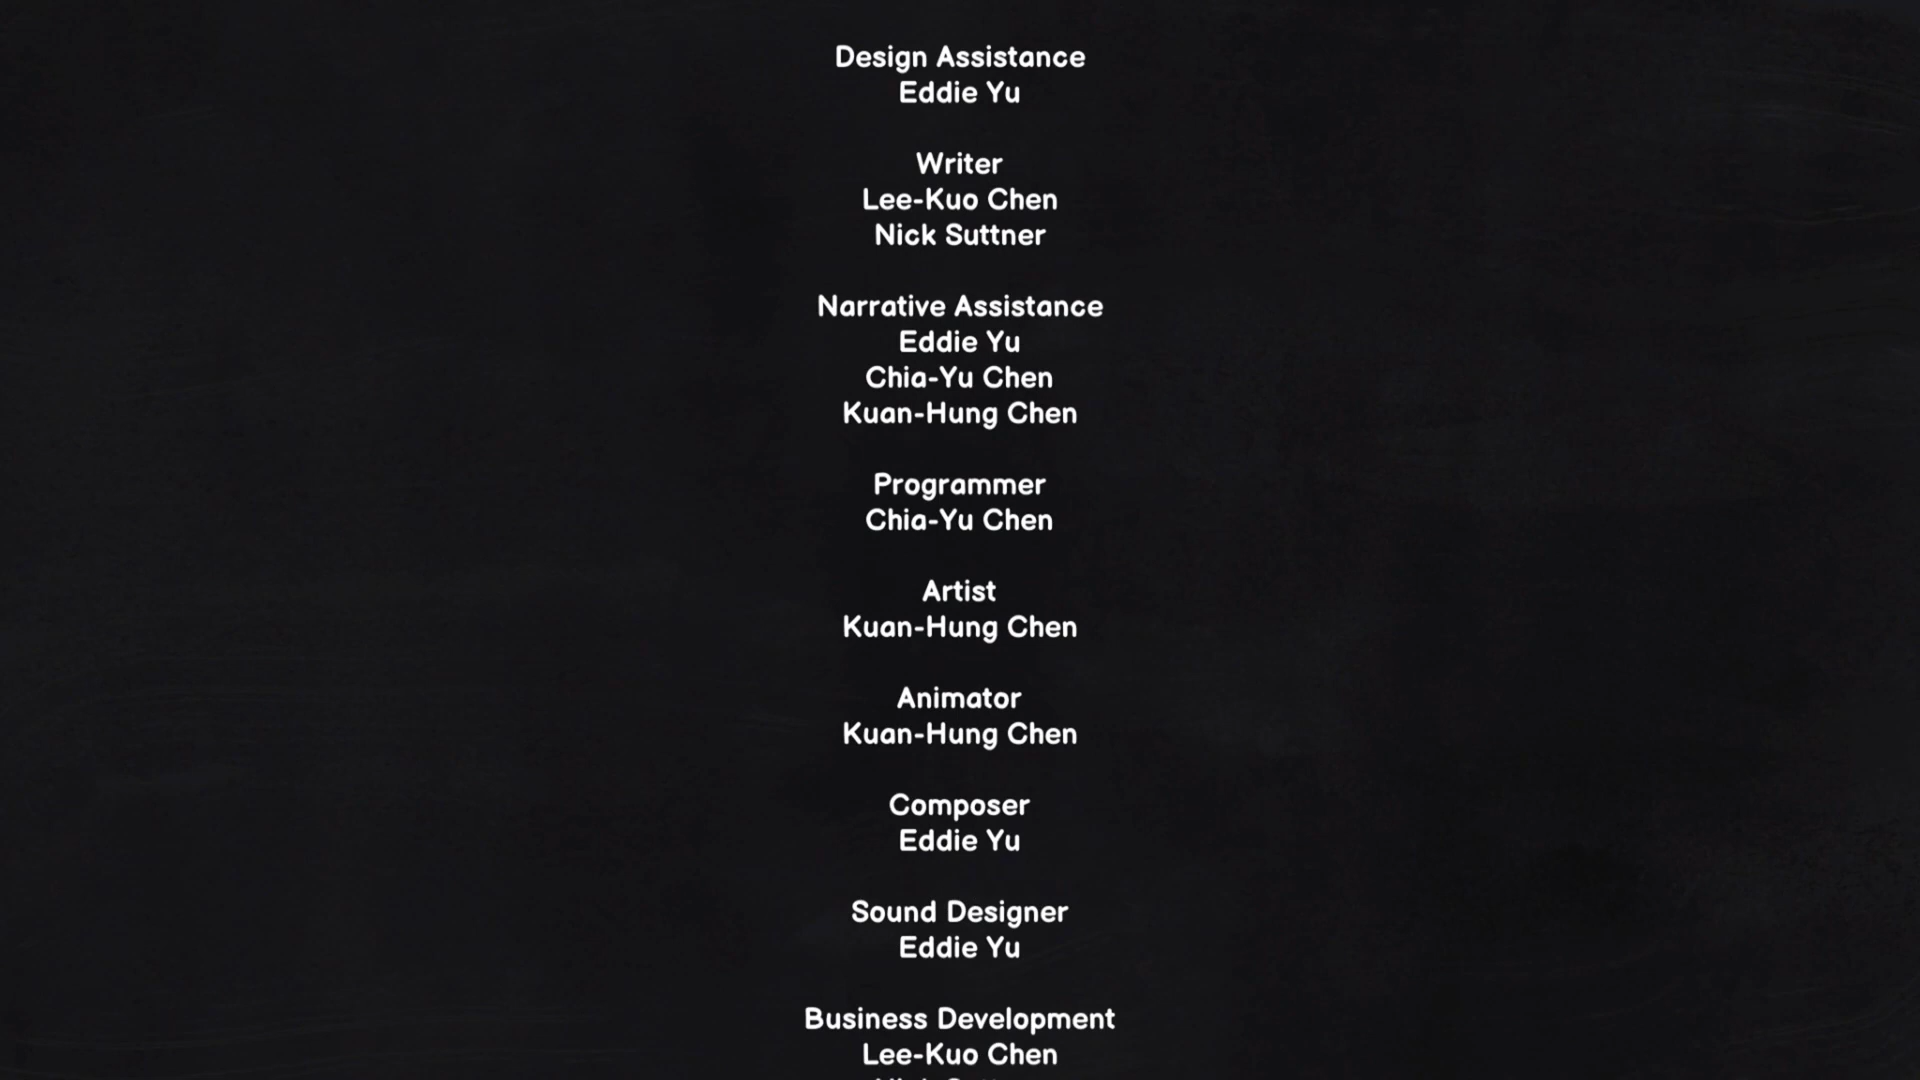 Design Assistance
Eddie Yu
Writer
Lee-Kuo Chen
Nick Suttner
Narrative Assistance
Eddie Yu
Chia-Yu Chen
Kuan-Hung Chen
Programmer
Chia-Yu Chen
Artist
Kuan-Hung Chen
Animator
Kuan-Hung Chen
Composer
Eddie Yu
Sound Designer
Eddie Yu
Business Development
Lee-Kuo Chen